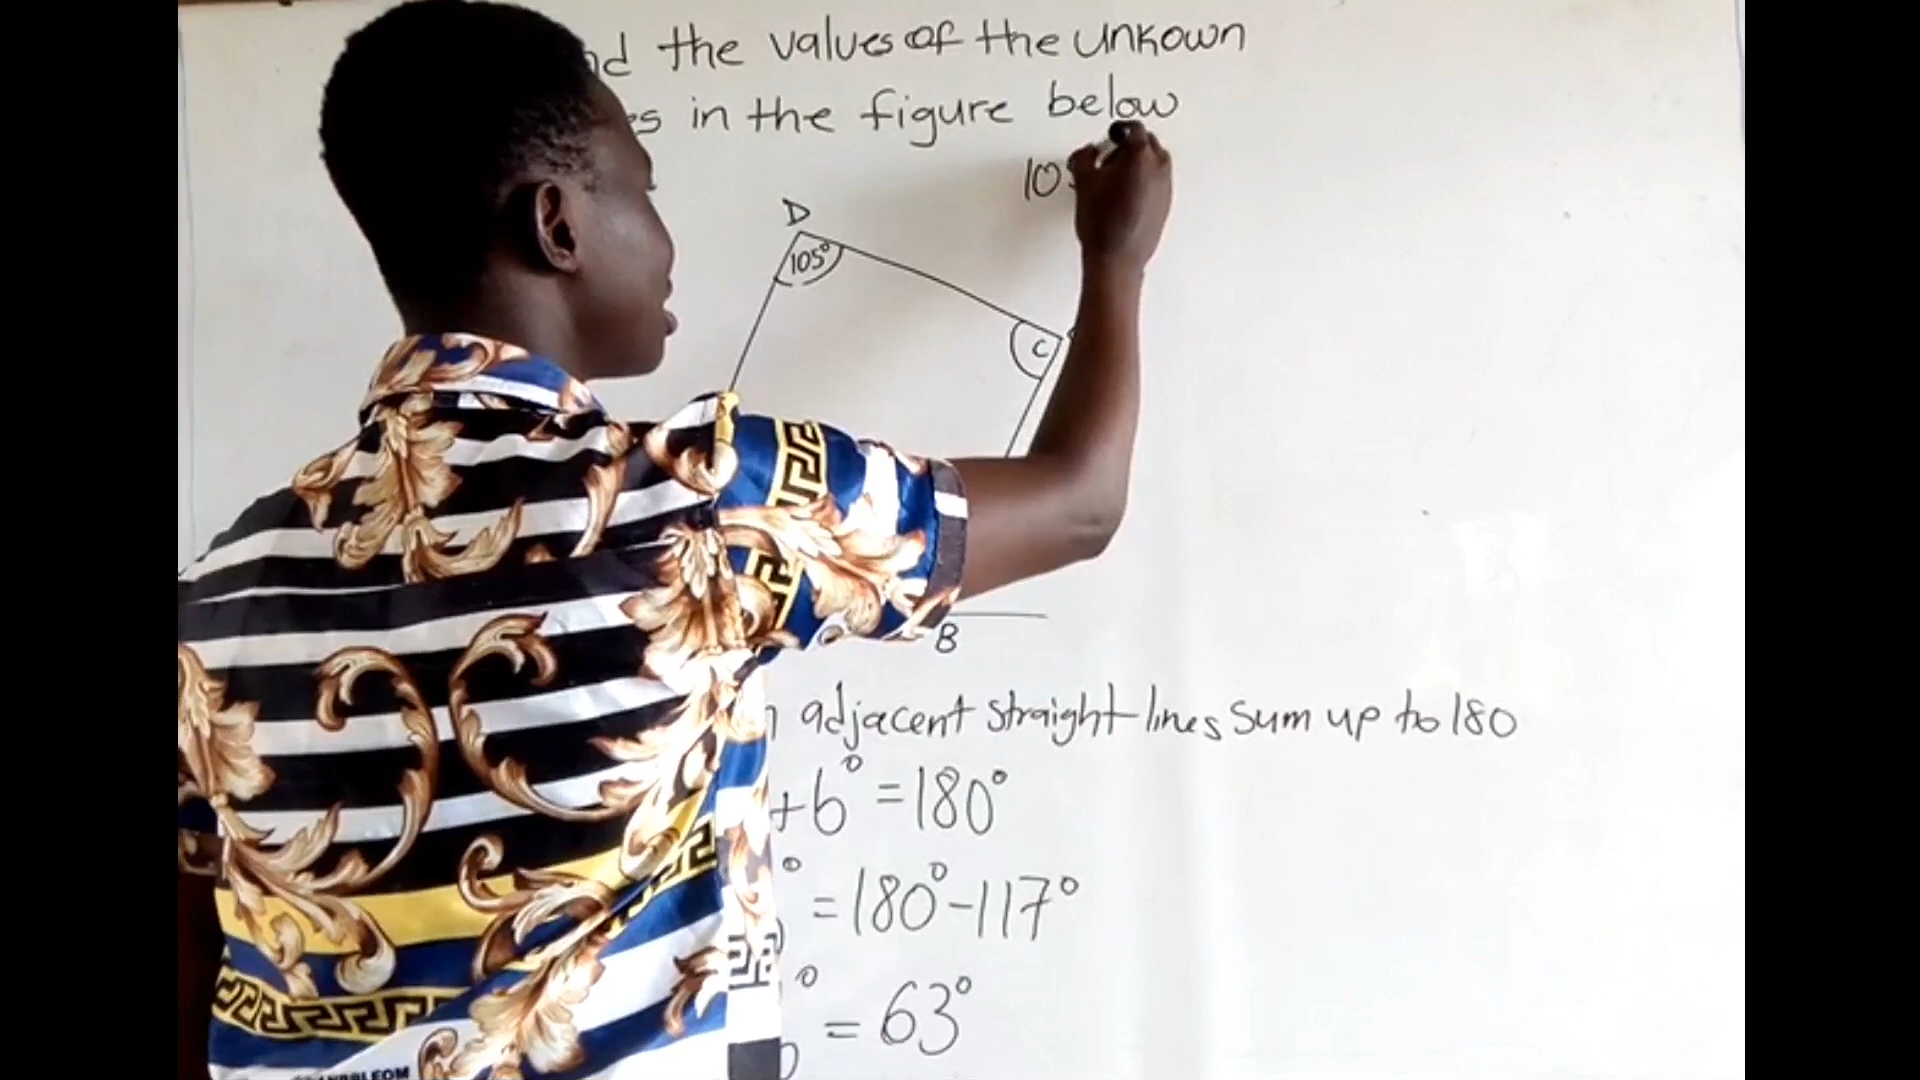 the values of the unkown
in the figure below
10
D
105°
C
B
adjacent straight lines sum up to 180
+b° = 180°
° = 180° - 117°
° = 63°